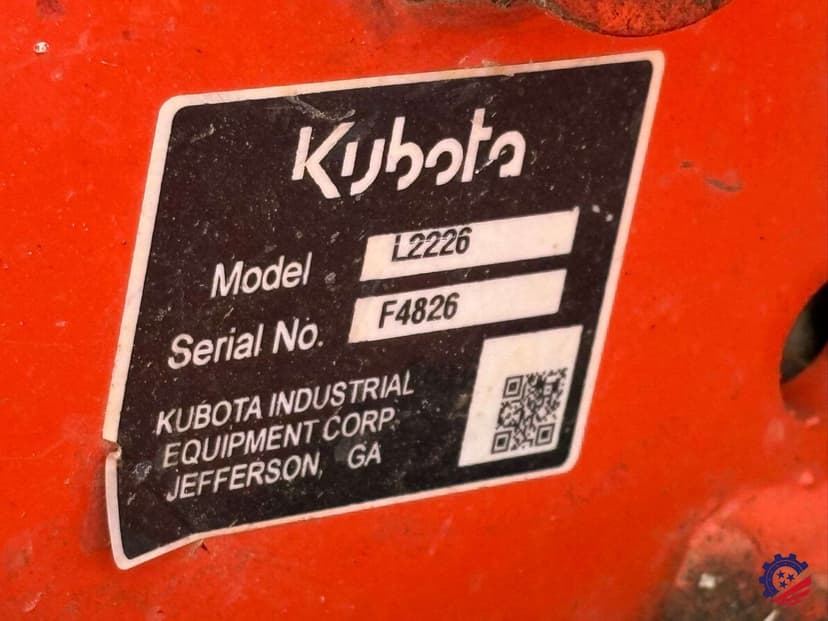 Kubota
Model L2226
Serial No. F4826
KUBOTA INDUSTRIAL
EQUIPMENT CORP.
JEFFERSON, GA